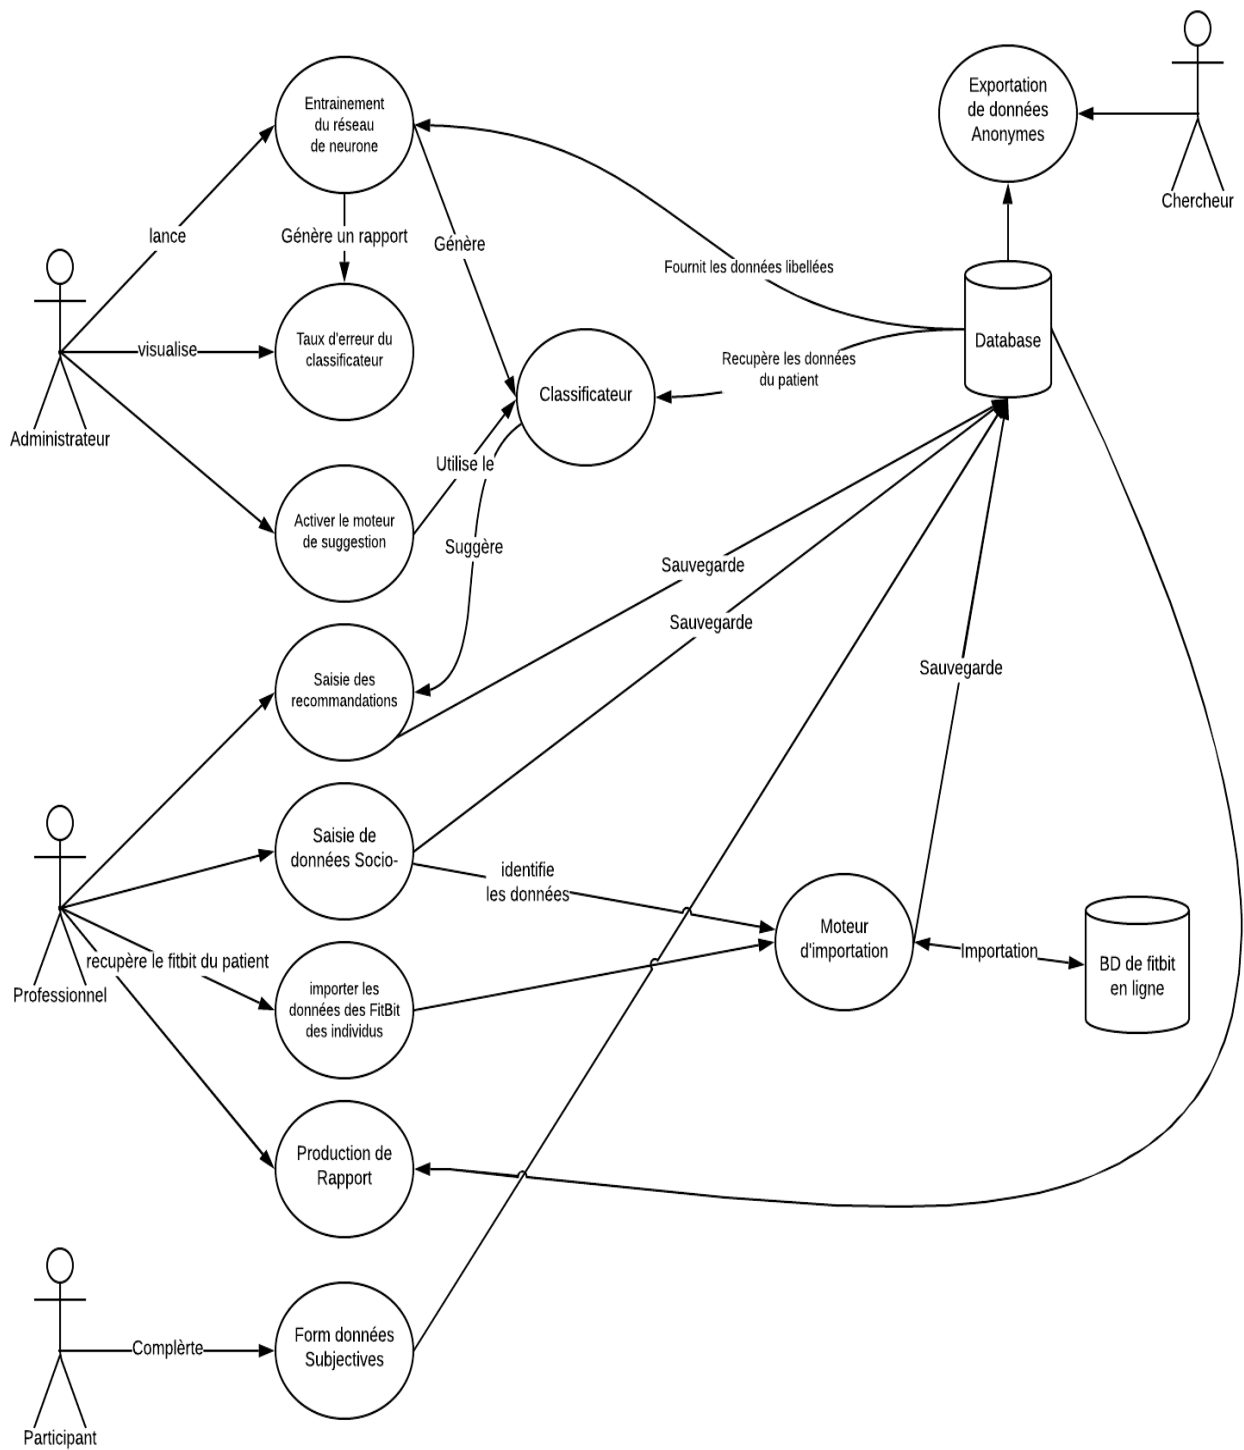 Exportation
de données
Anonymes
Chercheur
Entrainement
du réseau
de neurone
lance
Génère un rapport
Génère
Fournit les données libellées
Administrateur
visualise
Taux d'erreur du
classificateur
Database
Recupère les données
du patient
Classificateur
Utilise le
Activer le moteur
de suggestion
Suggère
Sauvegarde
Sauvegarde
Sauvegarde
Saisie des
recommandations
Saisie de
données Socio-
identifie
les données
Moteur
d'importation
Importation
BD de fitbit
en ligne
Professionnel
recupère le fitbit du patient
importer les
données des FitBit
des individus
Production de
Rapport
Complèrte
Form données
Subjectives
Participant